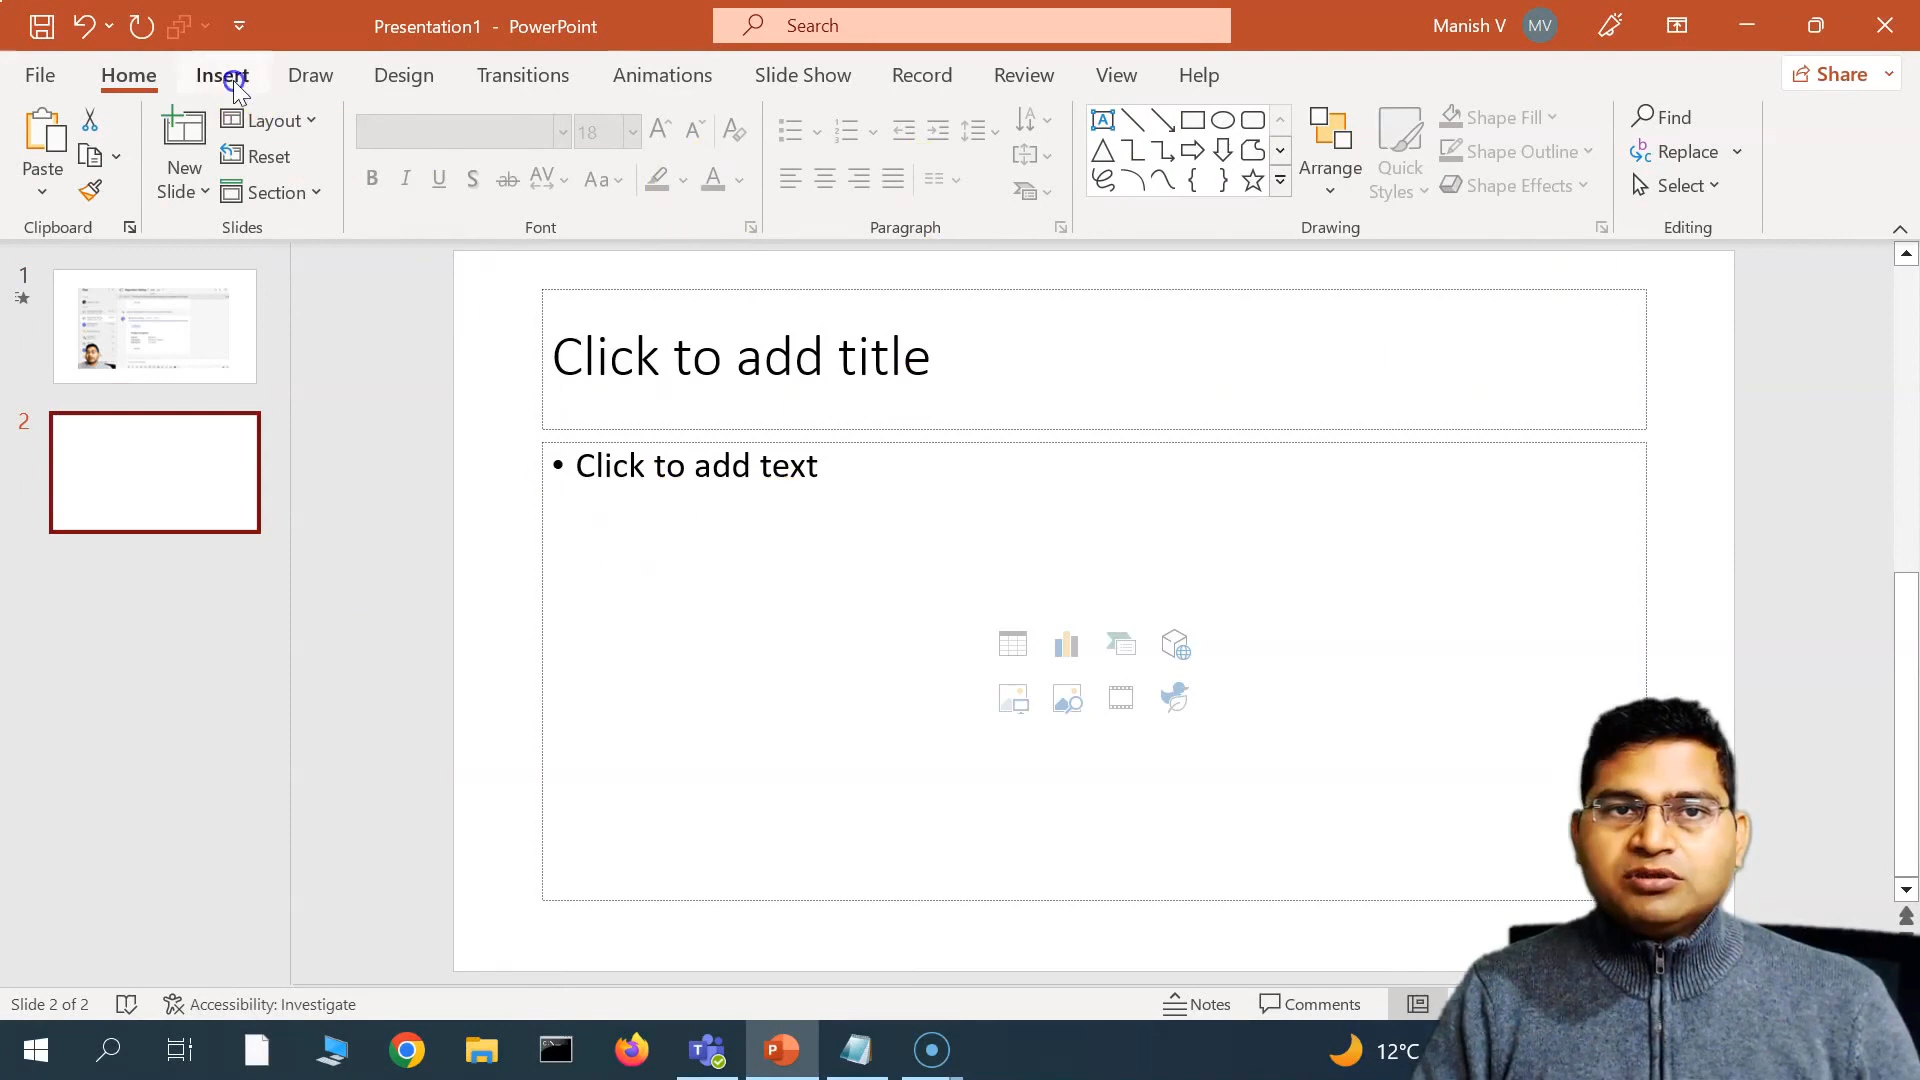 Presentation1 - PowerPoint
Search
Manish V
MV
File
Home
Insert
Draw
Design
Transitions
Animations
Slide Show
Record
Review
View
Help
Share
Paste
New
Slide
Layout
Reset
Section
18
B I U S ab AV Aa A
Arrange
Quick
Styles
Shape Fill
Shape Outline
Shape Effects
Find
Replace
Select
Clipboard
Slides
Font
Paragraph
Drawing
Editing
1
2
Click to add title
• Click to add text
Slide 2 of 2
Accessibility: Investigate
Notes
Comments
12°C